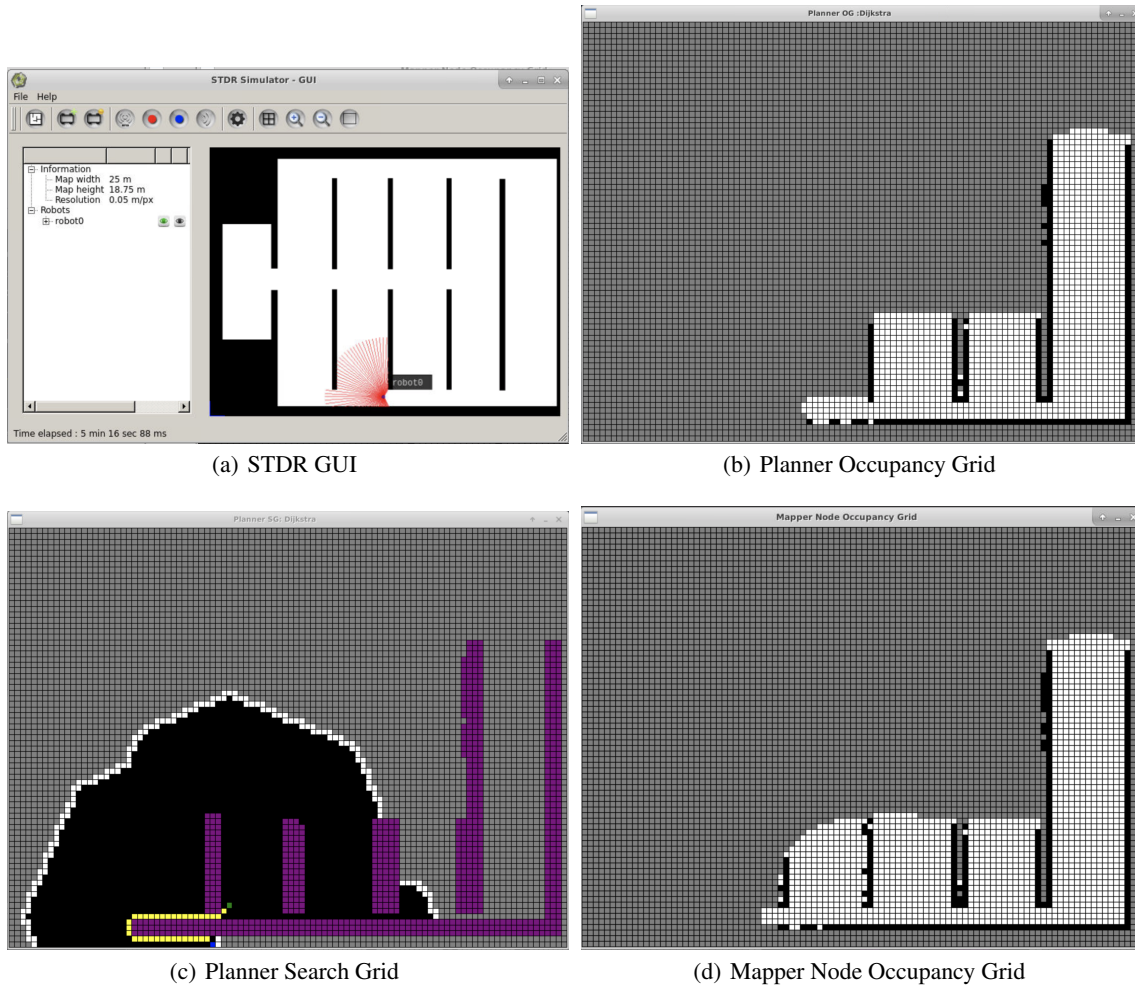 Planner OG :Dijkstra
STDR Simulator - GUI
File Help
Information
Map width 25 m
Map height 18.75 m
Resolution 0.05 m/px
Robots
robot0
robot0
Time elapsed : 5 min 16 sec 88 ms
(a) STDR GUI
(b) Planner Occupancy Grid
Planner SG: Dijkstra
Mapper Node Occupancy Grid
(c) Planner Search Grid
(d) Mapper Node Occupancy Grid